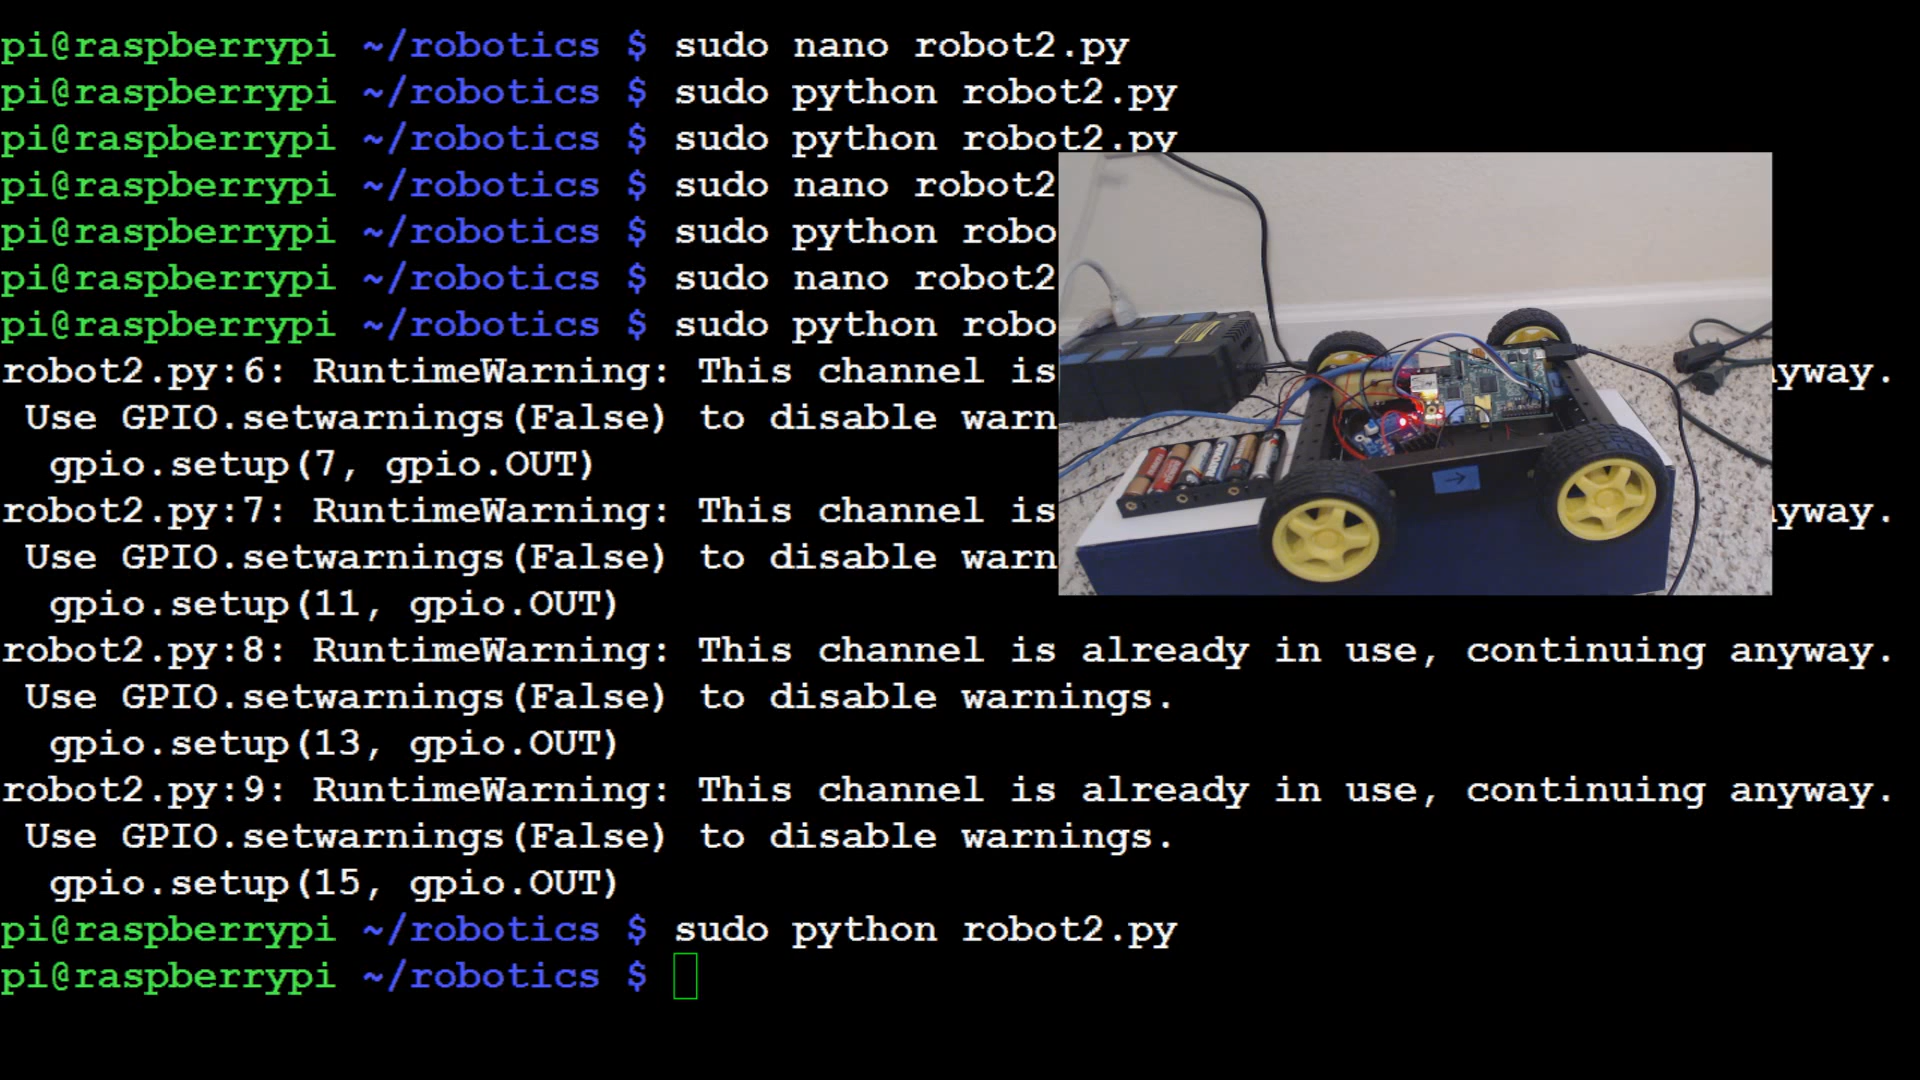 pi@raspberrypi ~/robotics $ sudo nano robot2.py
pi@raspberrypi ~/robotics $ sudo python robot2.py
pi@raspberrypi ~/robotics $ sudo python robot2.py
pi@raspberrypi ~/robotics $ sudo nano robot2
pi@raspberrypi ~/robotics $ sudo python robo
pi@raspberrypi ~/robotics $ sudo nano robot2
pi@raspberrypi ~/robotics $ sudo python robo
robot2.py:6: RuntimeWarning: This channel is yway.
Use GPIO.setwarnings(False) to disable warn
gpio.setup(7, gpio.OUT)
robot2.py:7: RuntimeWarning: This channel is yway.
Use GPIO.setwarnings(False) to disable warn
gpio.setup(11, gpio.OUT)
robot2.py:8: RuntimeWarning: This channel is already in use, continuing anyway.
Use GPIO.setwarnings(False) to disable warnings.
gpio.setup(13, gpio.OUT)
robot2.py:9: RuntimeWarning: This channel is already in use, continuing anyway.
Use GPIO.setwarnings(False) to disable warnings.
gpio.setup(15, gpio.OUT)
pi@raspberrypi ~/robotics $ sudo python robot2.py
pi@raspberrypi ~/robotics $